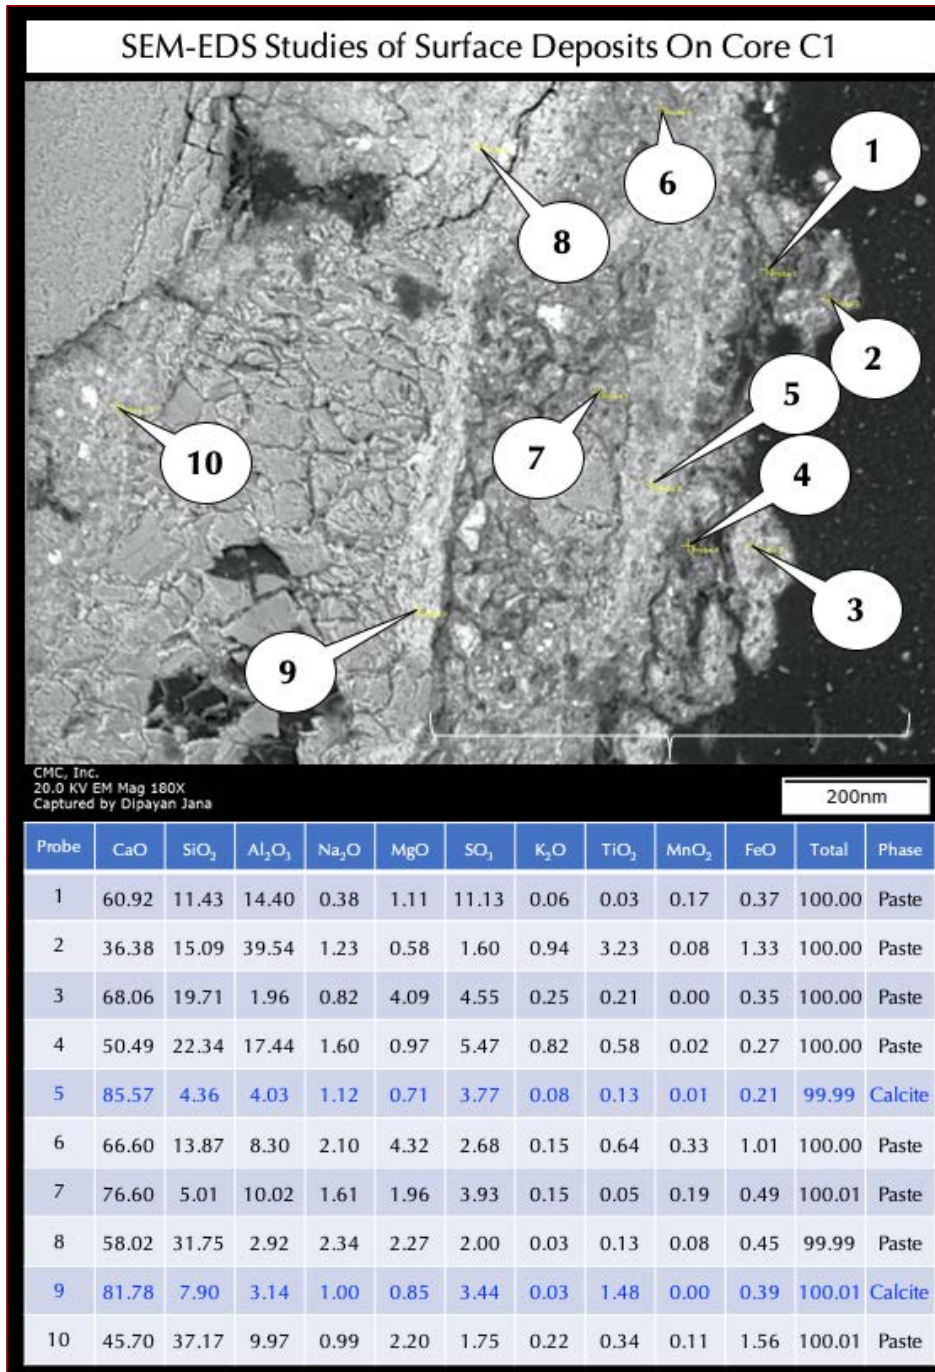 SEM-EDS Studies of Surface Deposits On Core C1
1
6
8
2
5
4
7
10
3
9
CMC, Inc.
20.0 KV EM Mag 180X
Captured by Dipayan Jana
200nm
Probe CaO SiO₂ Al₂O₃ Na₂O MgO SO₃ K₂O TiO₂ MnO₂ FeO Total Phase
1 60.92 11.43 14.40 0.38 1.11 11.13 0.06 0.03 0.17 0.37 100.00 Paste
2 36.38 15.09 39.54 1.23 0.58 1.60 0.94 3.23 0.08 1.33 100.00 Paste
3 68.06 19.71 1.96 0.82 4.09 4.55 0.25 0.21 0.00 0.35 100.00 Paste
4 50.49 22.34 17.44 1.60 0.97 5.47 0.82 0.58 0.02 0.27 100.00 Paste
5 85.57 4.36 4.03 1.12 0.71 3.77 0.08 0.13 0.01 0.21 99.99 Calcite
6 66.60 13.87 8.30 2.10 4.32 2.68 0.15 0.64 0.33 1.01 100.00 Paste
7 76.60 5.01 10.02 1.61 1.96 3.93 0.15 0.05 0.19 0.49 100.01 Paste
8 58.02 31.75 2.92 2.34 2.27 2.00 0.03 0.13 0.08 0.45 99.99 Paste
9 81.78 7.90 3.14 1.00 0.85 3.44 0.03 1.48 0.00 0.39 100.01 Calcite
10 45.70 37.17 9.97 0.99 2.20 1.75 0.22 0.34 0.11 1.56 100.01 Paste